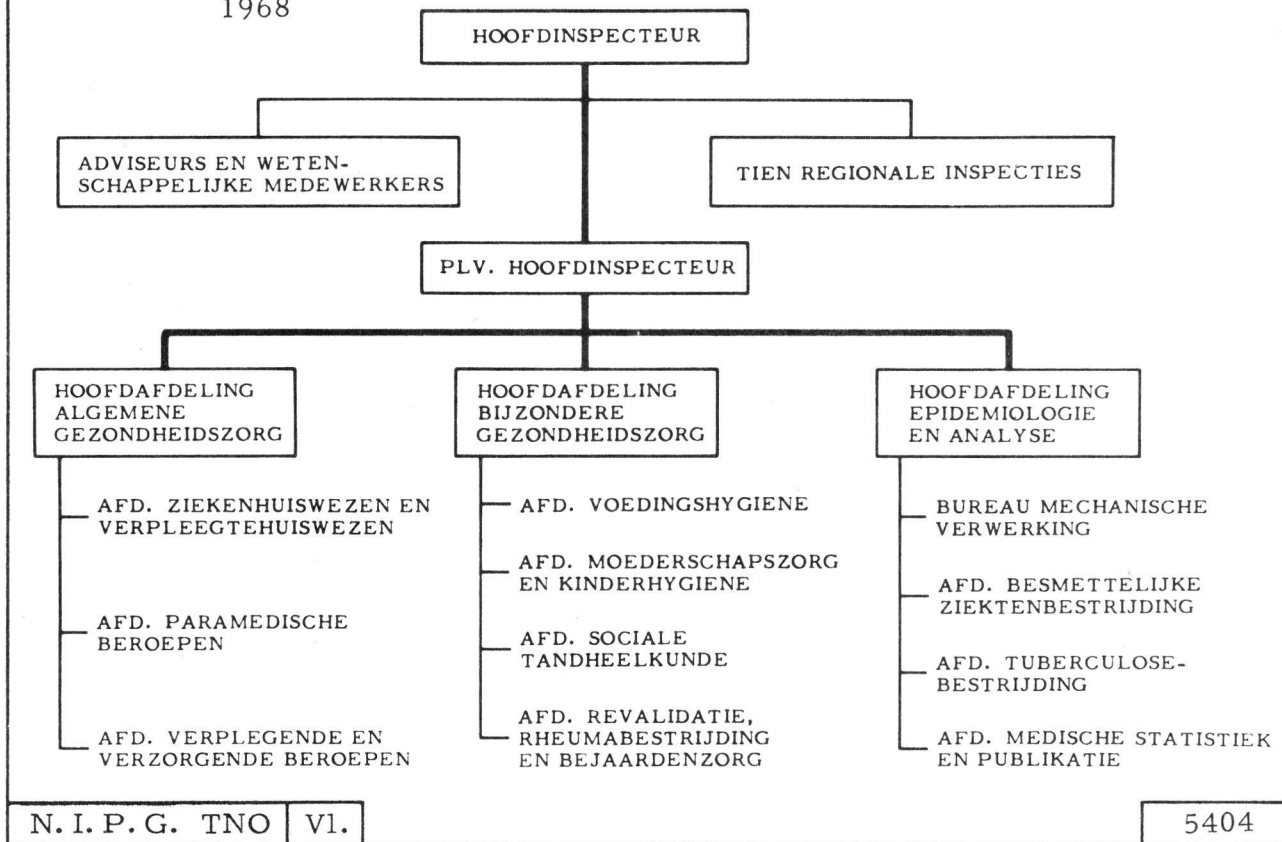 1968
HOOFDINSPECTEUR
ADVISEURS EN WETEN-
SCHAPPELIJKE MEDEWERKERS
TIEN REGIONALE INSPECTIES
PLV. HOOFDINSPECTEUR
HOOFDAFDELING
ALGEMENE
GEZONDHEIDSZORG
AFD. ZIEKENHUISWEZEN EN
VERPLEEGTEHUISWEZEN
AFD. PARAMEDISCHE
BEROEPEN
AFD. VERPLEGENDE EN
VERZORGENDE BEROEPEN
HOOFDAFDELING
BIJZONDERE
GEZONDHEIDSZORG
AFD. VOEDINGSHYGIENE
AFD. MOEDERSCHAPSZORG
EN KINDERHYGIENE
AFD. SOCIALE
TANDHEELKUNDE
AFD. REVALIDATIE,
RHEUMABESTRIJDING
EN BEJAARDENZORG
HOOFDAFDELING
EPIDEMIOLOGIE
EN ANALYSE
BUREAU MECHANISCHE
VERWERKING
AFD. BESMETTELIJKE
ZIEKTENBESTRIJDING
AFD. TUBERCULOSE-
BESTRIJDING
AFD. MEDISCHE STATISTIEK
EN PUBLIKATIE
N.I.P.G. TNO Vl.
5404